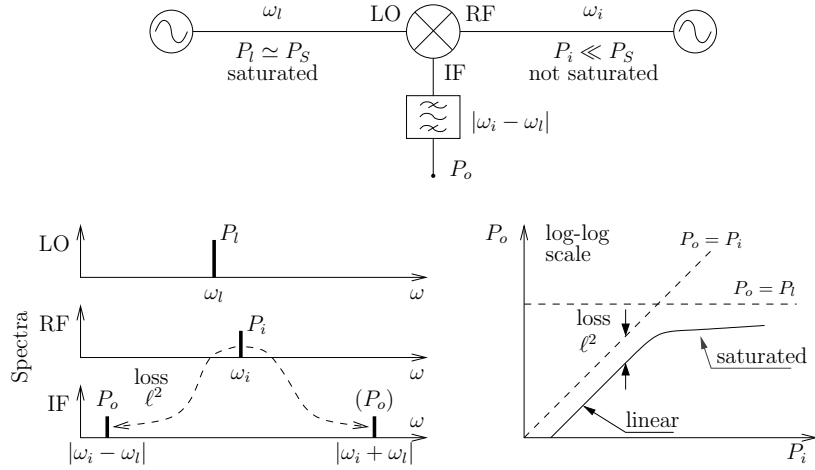 ω_l
LO
RF
ω_i
P_l ≃ P_S
saturated
P_i ≪ P_S
not saturated
IF
|ω_i − ω_l|
P_o
Spectra
LO
P_l
ω_l
ω
RF
P_i
ω_i
ω
loss
ℓ²
IF
P_o
(P_o)
ω
|ω_i − ω_l|
|ω_i + ω_l|
P_o
log-log
scale
P_o = P_i
P_o = P_l
loss
ℓ²
saturated
linear
P_i